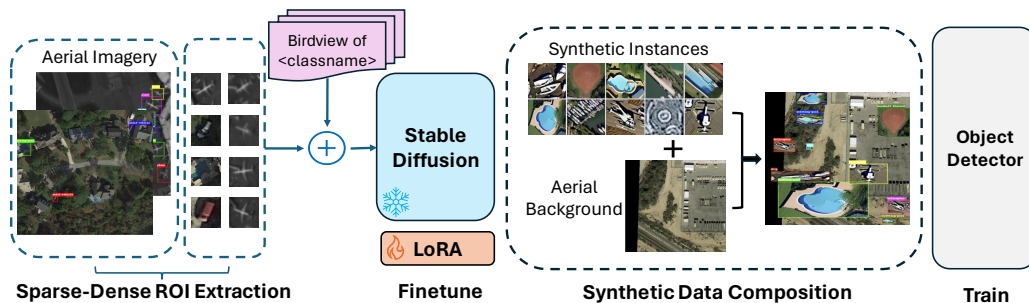 Aerial Imagery
Birdview of
<classname>
Stable
Diffusion
LoRA
Synthetic Instances
Aerial
Background
Object
Detector
Sparse-Dense ROI Extraction
Finetune
Synthetic Data Composition
Train